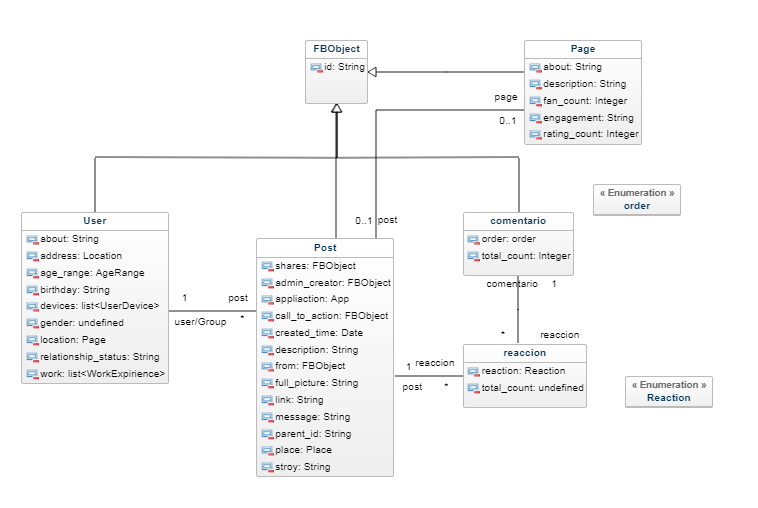 FBObject
id: String
Page
about: String
description: String
fan_count: Integer
engagement: String
rating_count: Integer
page
0..1
0..1 post
« Enumeration »
order
User
about: String
address: Location
age_range: AgeRange
birthday: String
devices: list<UserDevice>
gender: undefined
location: Page
relationship_status: String
work: list<WorkExpirience>
1 post
user/Group *
Post
shares: FBObject
admin_creator: FBObject
appliaction: App
call_to_action: FBObject
created_time: Date
description: String
from: FBObject
full_picture: String
link: String
message: String
parent_id: String
place: Place
stroy: String
comentario
order: order
total_count: Integer
comentario 1
* reaccion
1 reaccion
post *
reaccion
reaction: Reaction
total_count: undefined
« Enumeration »
Reaction